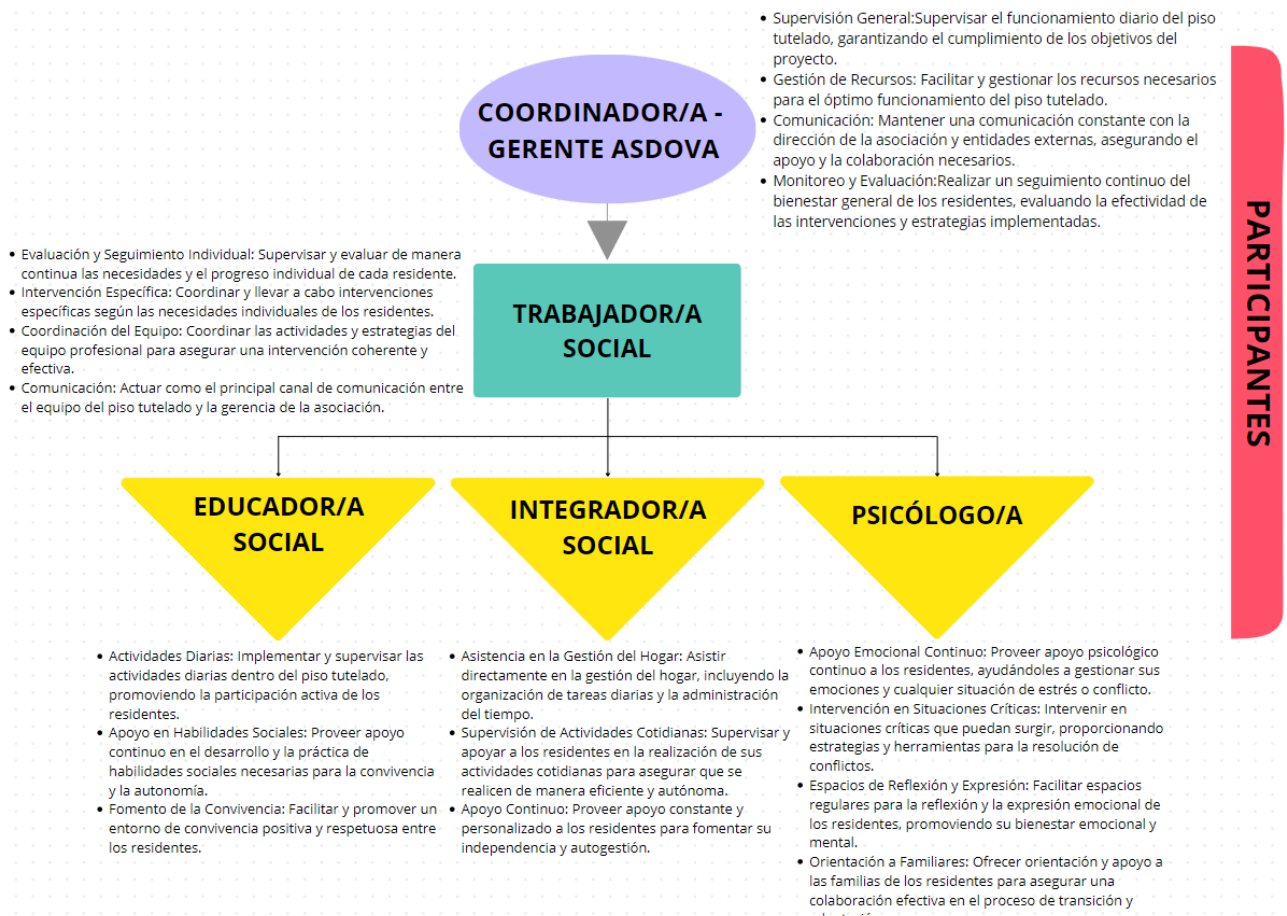 • Supervisión General:Supervisar el funcionamiento diario del piso
tutelado, garantizando el cumplimiento de los objetivos del
proyecto.
• Gestión de Recursos: Facilitar y gestionar los recursos necesarios
para el óptimo funcionamiento del piso tutelado.
• Comunicación: Mantener una comunicación constante con la
dirección de la asociación y entidades externas, asegurando el
apoyo y la colaboración necesarios.
• Monitoreo y Evaluación:Realizar un seguimiento continuo del
bienestar general de los residentes, evaluando la efectividad de
las intervenciones y estrategias implementadas.
COORDINADOR/A -
GERENTE ASDOVA
PARTICIPANTES
• Evaluación y Seguimiento Individual: Supervisar y evaluar de manera
continua las necesidades y el progreso individual de cada residente.
• Intervención Específica: Coordinar y llevar a cabo intervenciones
específicas según las necesidades individuales de los residentes.
• Coordinación del Equipo: Coordinar las actividades y estrategias del
equipo profesional para asegurar una intervención coherente y
efectiva.
• Comunicación: Actuar como el principal canal de comunicación entre
el equipo del piso tutelado y la gerencia de la asociación.
TRABAJADOR/A
SOCIAL
EDUCADOR/A
SOCIAL
INTEGRADOR/A
SOCIAL
PSICÓLOGO/A
• Actividades Diarias: Implementar y supervisar las
actividades diarias dentro del piso tutelado,
promoviendo la participación activa de los
residentes.
• Apoyo en Habilidades Sociales: Proveer apoyo
continuo en el desarrollo y la práctica de
habilidades sociales necesarias para la convivencia
y la autonomía.
• Fomento de la Convivencia: Facilitar y promover un
entorno de convivencia positiva y respetuosa entre
los residentes.
• Asistencia en la Gestión del Hogar: Asistir
directamente en la gestión del hogar, incluyendo la
organización de tareas diarias y la administración
del tiempo.
• Supervisión de Actividades Cotidianas: Supervisar y
apoyar a los residentes en la realización de sus
actividades cotidianas para asegurar que se
realicen de manera eficiente y autónoma.
• Apoyo Continuo: Proveer apoyo constante y
personalizado a los residentes para fomentar su
independencia y autogestión.
• Apoyo Emocional Continuo: Proveer apoyo psicológico
continuo a los residentes, ayudándoles a gestionar sus
emociones y cualquier situación de estrés o conflicto.
• Intervención en Situaciones Críticas: Intervenir en
situaciones críticas que puedan surgir, proporcionando
estrategias y herramientas para la resolución de
conflictos.
• Espacios de Reflexión y Expresión: Facilitar espacios
regulares para la reflexión y la expresión emocional de
los residentes, promoviendo su bienestar emocional y
mental.
• Orientación a Familiares: Ofrecer orientación y apoyo a
las familias de los residentes para asegurar una
colaboración efectiva en el proceso de transición y